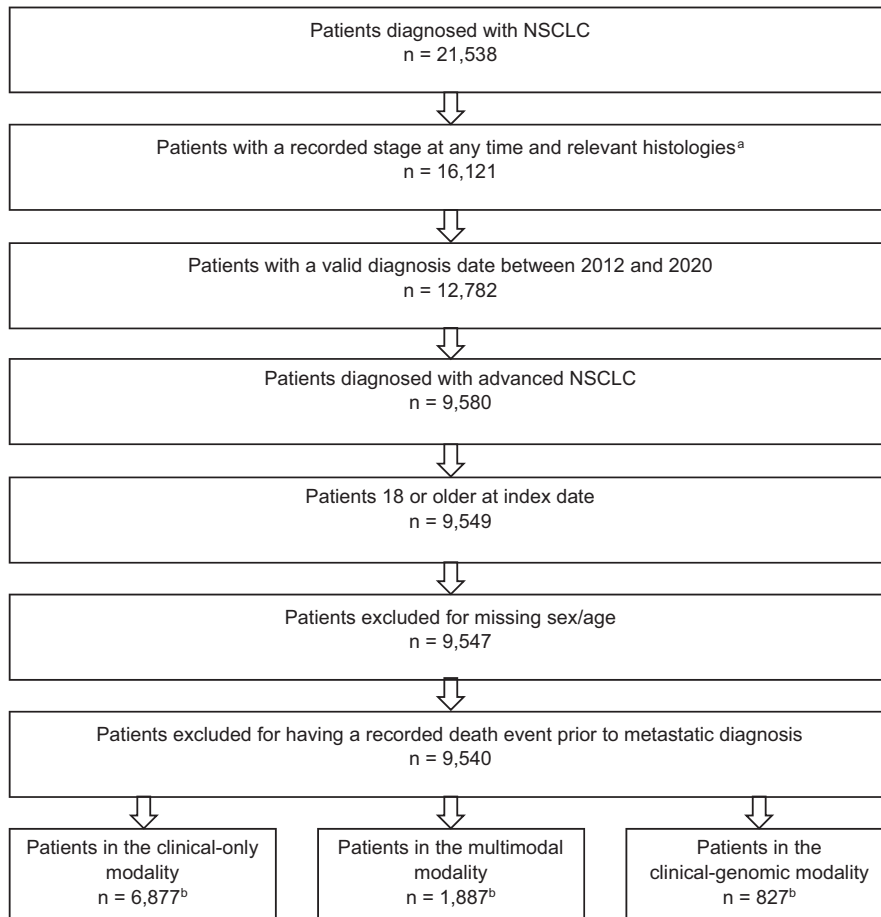 Patients diagnosed with NSCLC
n = 21,538
Patients with a recorded stage at any time and relevant histologiesᵃ
n = 16,121
Patients with a valid diagnosis date between 2012 and 2020
n = 12,782
Patients diagnosed with advanced NSCLC
n = 9,580
Patients 18 or older at index date
n = 9,549
Patients excluded for missing sex/age
n = 9,547
Patients excluded for having a recorded death event prior to metastatic diagnosis
n = 9,540
Patients in the clinical-only
modality
n = 6,877ᵇ
Patients in the multimodal
modality
n = 1,887ᵇ
Patients in the
clinical-genomic modality
n = 827ᵇ